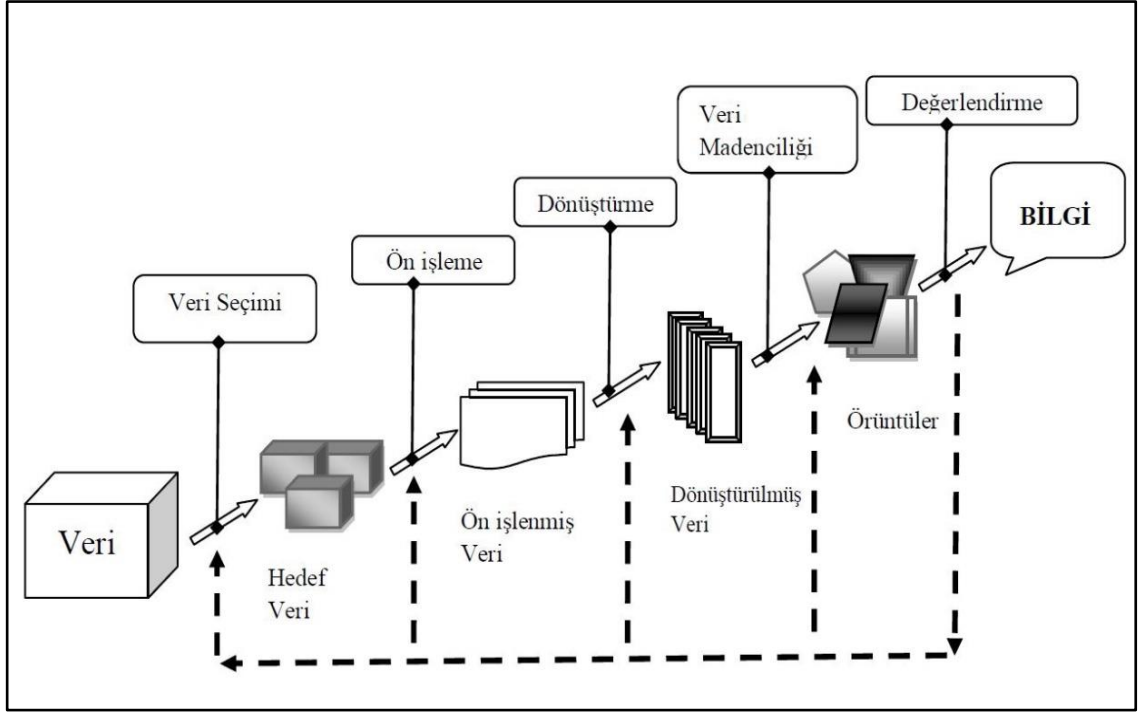 Değerlendirme
Veri
Madenciliği
BİLGİ
Dönüştürme
Ön işleme
Veri Seçimi
Örüntüler
Dönüştürülmüş
Veri
Ön işlenmiş
Veri
Veri
Hedef
Veri